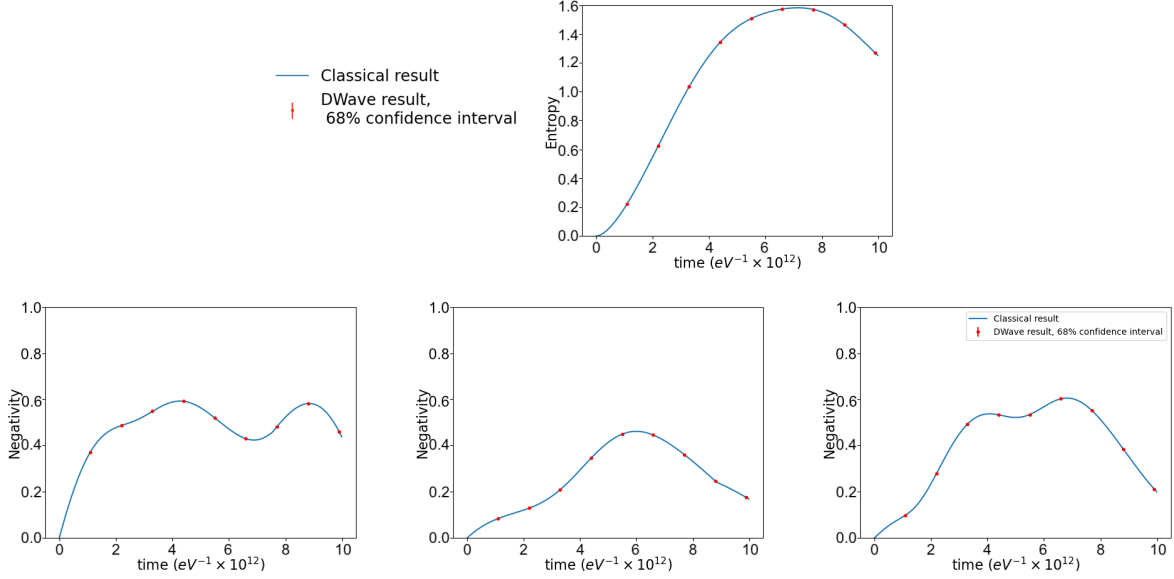 Classical result
DWave result,
68% confidence interval
Entropy
1.6
1.4
1.2
1.0
0.8
0.6
0.4
0.2
0.0
0 2 4 6 8 10
time (eV⁻¹ × 10¹²)
Negativity
1.0
0.8
0.6
0.4
0.2
0.0
0 2 4 6 8 10
time (eV⁻¹ × 10¹²)
Negativity
1.0
0.8
0.6
0.4
0.2
0.0
0 2 4 6 8 10
time (eV⁻¹ × 10¹²)
Negativity
1.0
0.8
0.6
0.4
0.2
0.0
Classical result
DWave result, 68% confidence interval
0 2 4 6 8 10
time (eV⁻¹ × 10¹²)